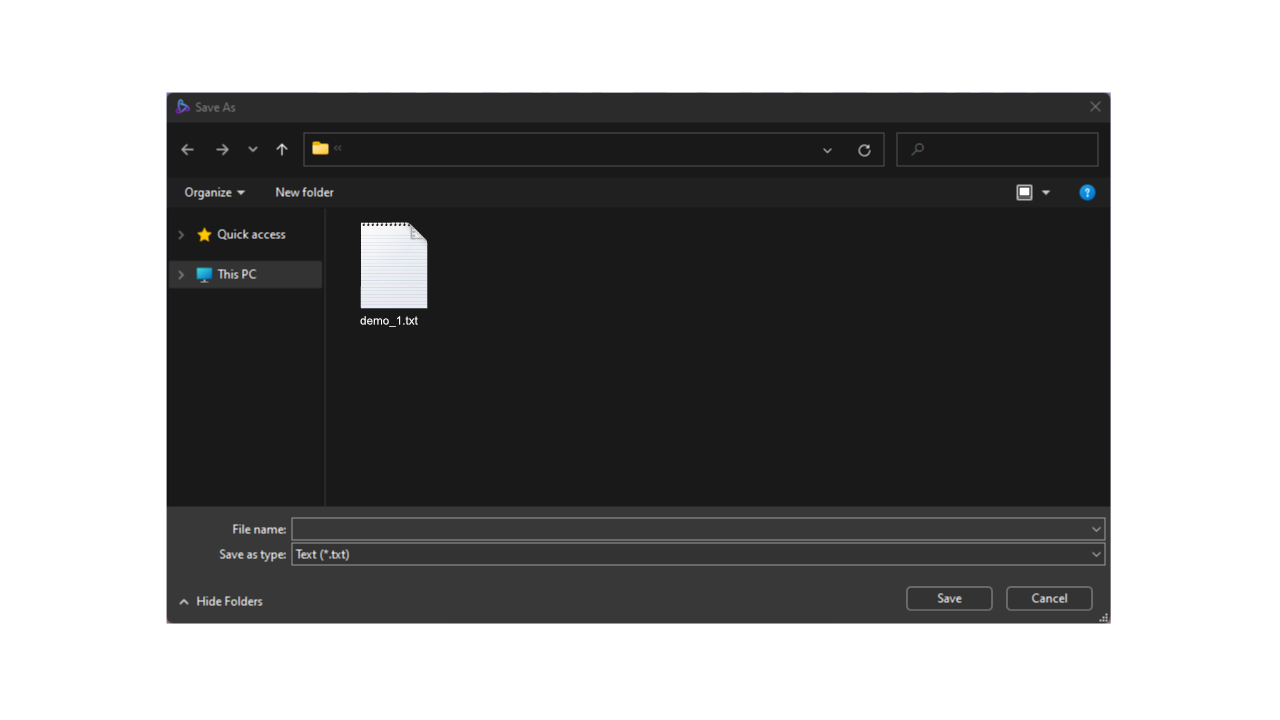 Save As
Organize
New folder
Quick access
This PC
demo_1.txt
File name:
Save as type: Text (*.txt)
Hide Folders
Save
Cancel